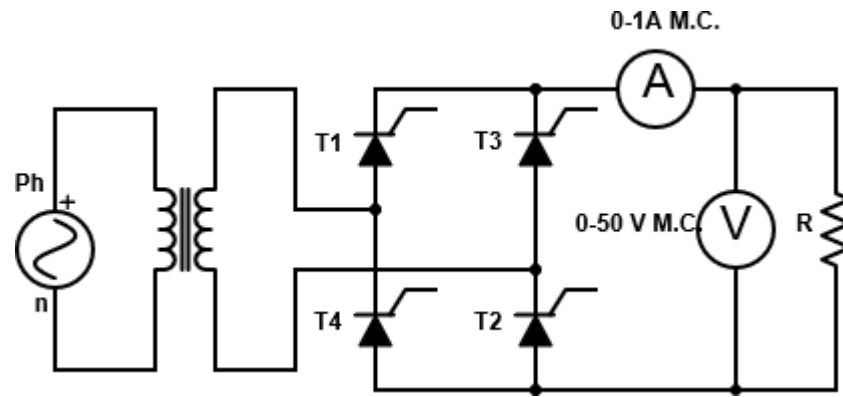 0-1A M.C.
A
T1
T3
Ph
+
0-50 V M.C.
V
R
n
T4
T2